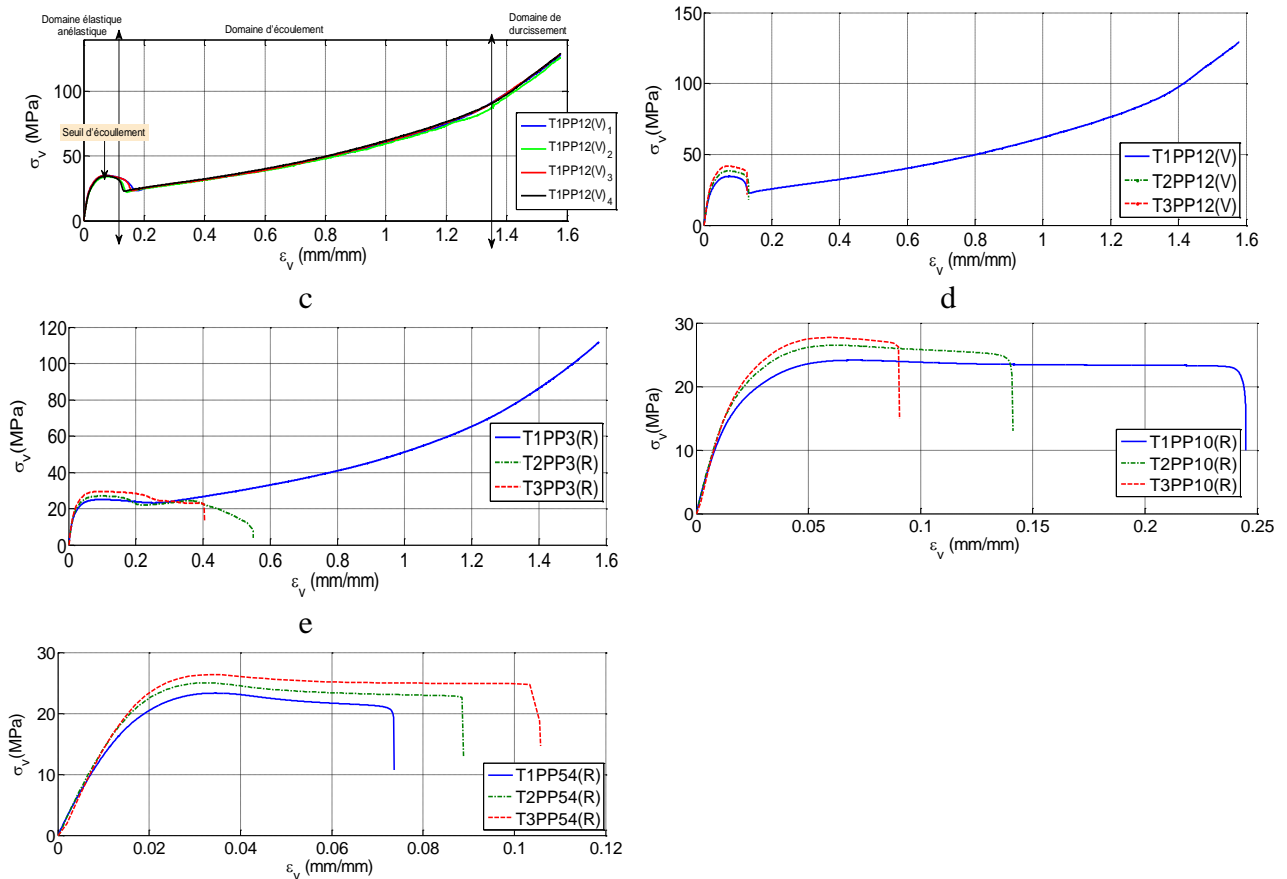 Domaine élastique
anélastique
Domaine d'écoulement
Domaine de
durcissement
Seuil d'écoullement
σv (MPa)
100
50
0
0 0.2 0.4 0.6 0.8 1 1.2 1.4 1.6
εv (mm/mm)
T1PP12(V)1
T1PP12(V)2
T1PP12(V)3
T1PP12(V)4
σv (MPa)
150
100
50
0
0 0.2 0.4 0.6 0.8 1 1.2 1.4 1.6
εv (mm/mm)
T1PP12(V)
T2PP12(V)
T3PP12(V)
c
d
σv(MPa)
120
100
80
60
40
20
0
0 0.2 0.4 0.6 0.8 1 1.2 1.4 1.6
εv (mm/mm)
T1PP3(R)
T2PP3(R)
T3PP3(R)
σv(MPa)
30
20
10
0
0 0.05 0.1 0.15 0.2 0.25
εv (mm/mm)
T1PP10(R)
T2PP10(R)
T3PP10(R)
e
σv(MPa)
30
20
10
0
0 0.02 0.04 0.06 0.08 0.1 0.12
εv (mm/mm)
T1PP54(R)
T2PP54(R)
T3PP54(R)